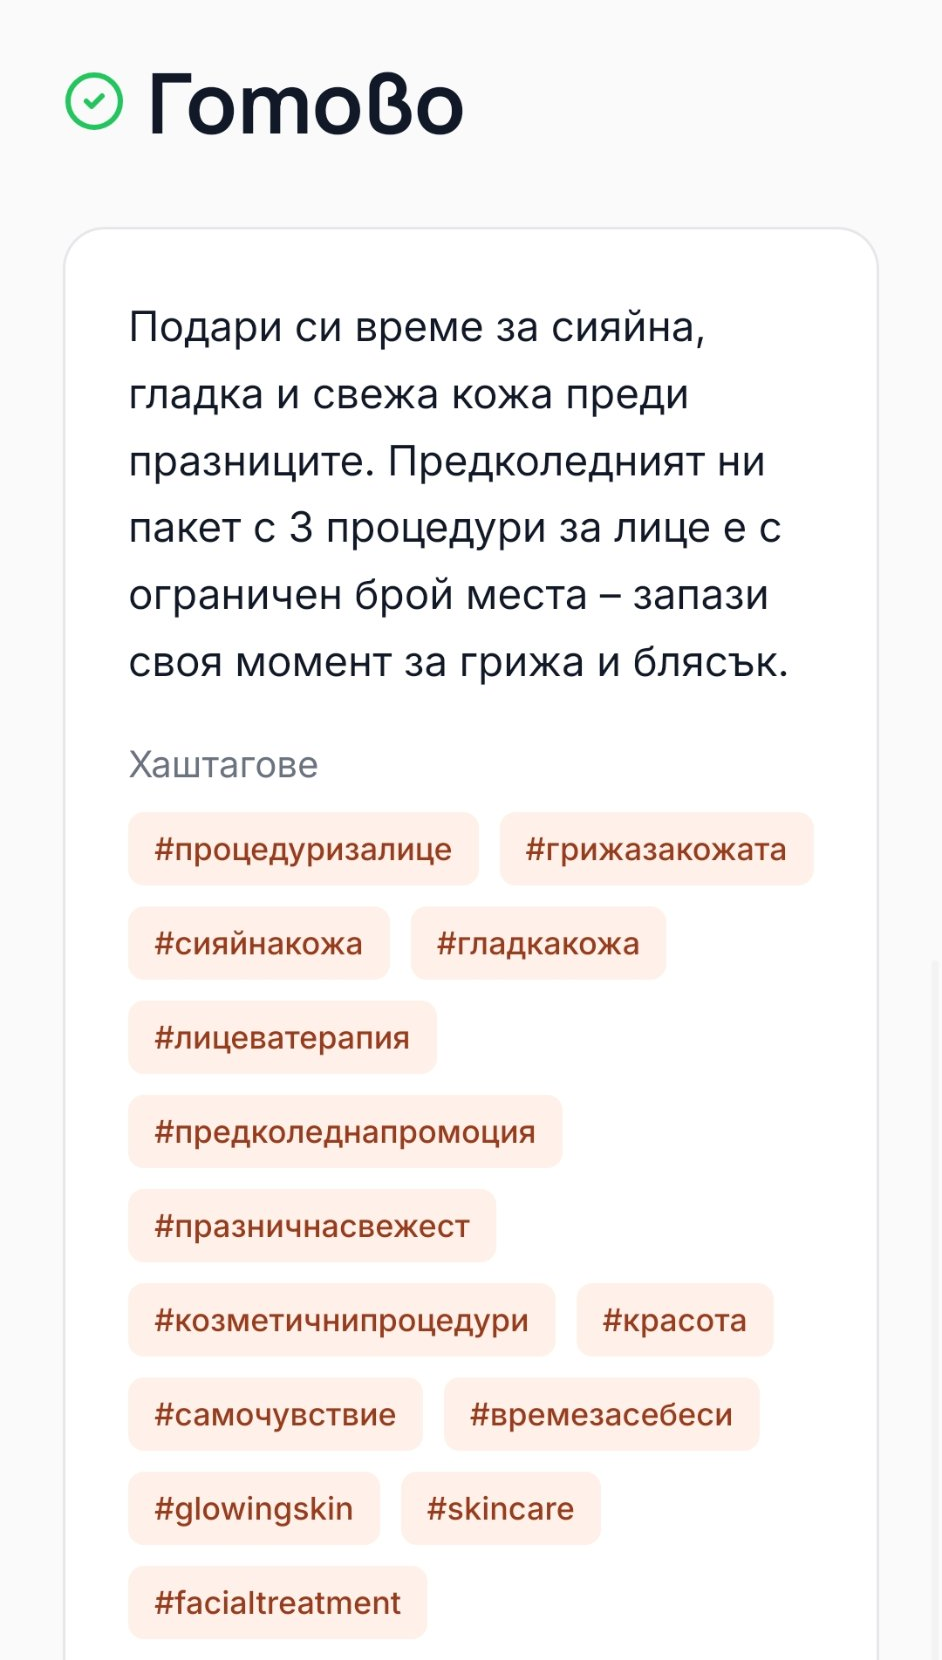 Готово
Подари си време за сияйна,
гладка и свежа кожа преди
празниците. Предколедният ни
пакет с 3 процедури за лице е с
ограничен брой места – запази
своя момент за грижа и блясък.
Хаштагове
#процедуризалице #грижазакожата
#сияйнакожа #гладкакожа
#лицеватерапия
#предколеднапромоция
#празничнасвежест
#козметичнипроцедури #красота
#самочувствие #времезасебеси
#glowingskin #skincare
#facialtreatment